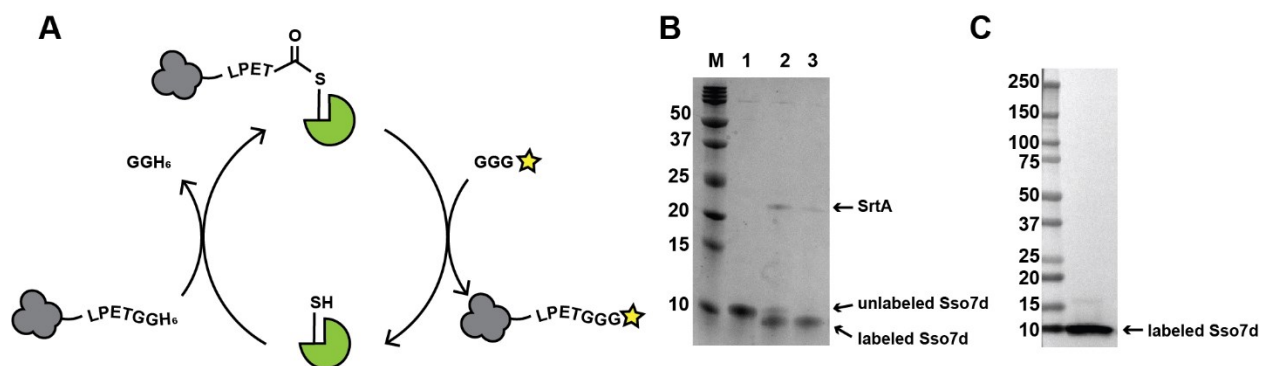 A
O
LPET
S
GGH₆
GGG
SH
LPETGGH₆
LPETGGG
B
M 1 2 3
50
37
25
20
15
10
SrtA
unlabeled Sso7d
labeled Sso7d
C
250
150
100
75
50
37
25
20
15
10
labeled Sso7d